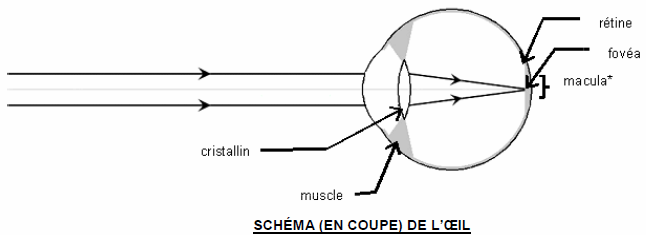 rétine
fovéa
macula*
cristallin
muscle
SCHÉMA (EN COUPE) DE L'ŒIL